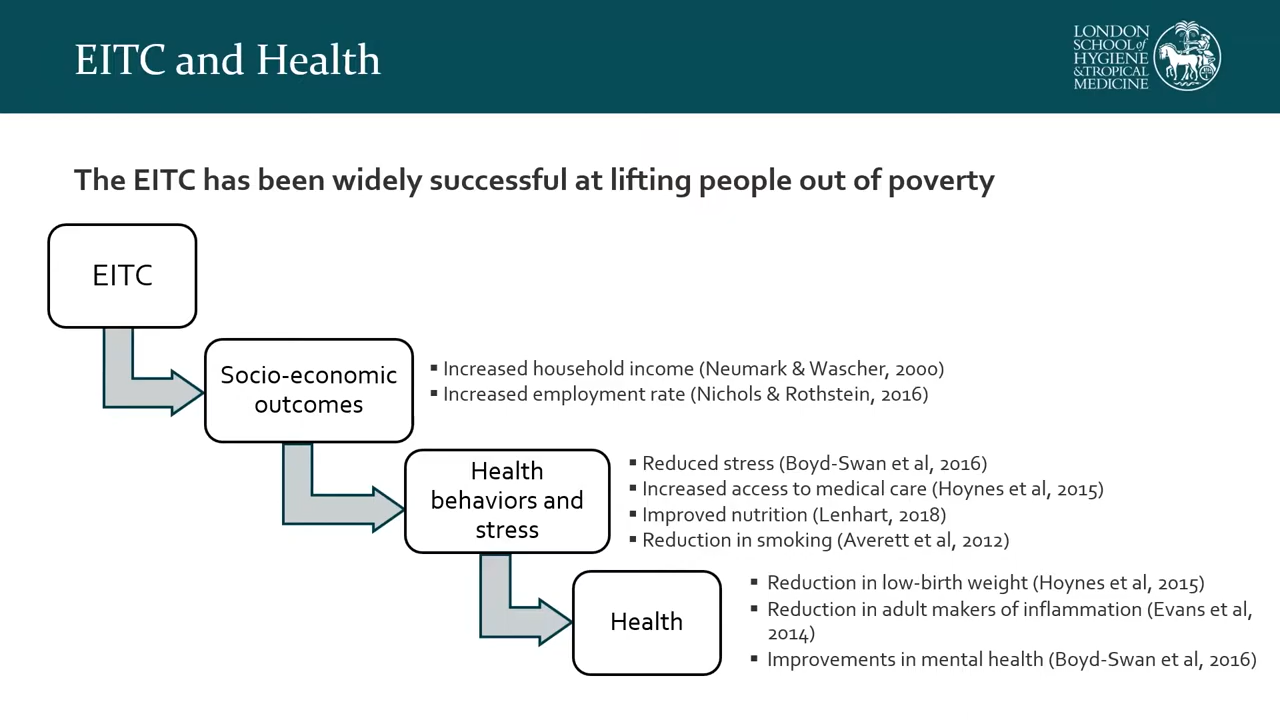 EITC and Health
LONDON
SCHOOL of
HYGIENE
& TROPICAL
MEDICINE
The EITC has been widely successful at lifting people out of poverty
EITC
Socio-economic
outcomes
▪ Increased household income (Neumark & Wascher, 2000)
▪ Increased employment rate (Nichols & Rothstein, 2016)
Health
behaviors and
stress
▪ Reduced stress (Boyd-Swan et al, 2016)
▪ Increased access to medical care (Hoynes et al, 2015)
▪ Improved nutrition (Lenhart, 2018)
▪ Reduction in smoking (Averett et al, 2012)
Health
▪ Reduction in low-birth weight (Hoynes et al, 2015)
▪ Reduction in adult makers of inflammation (Evans et al,
2014)
▪ Improvements in mental health (Boyd-Swan et al, 2016)